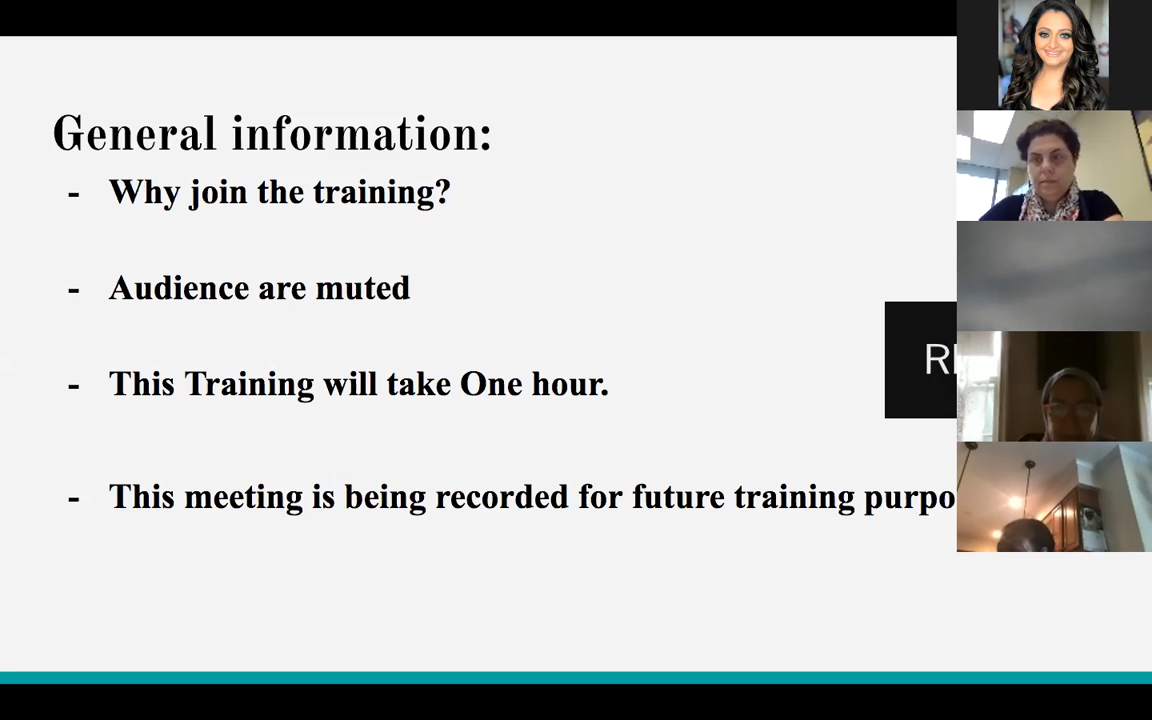 General information:
- Why join the training?
- Audience are muted
- This Training will take One hour.
- This meeting is being recorded for future training